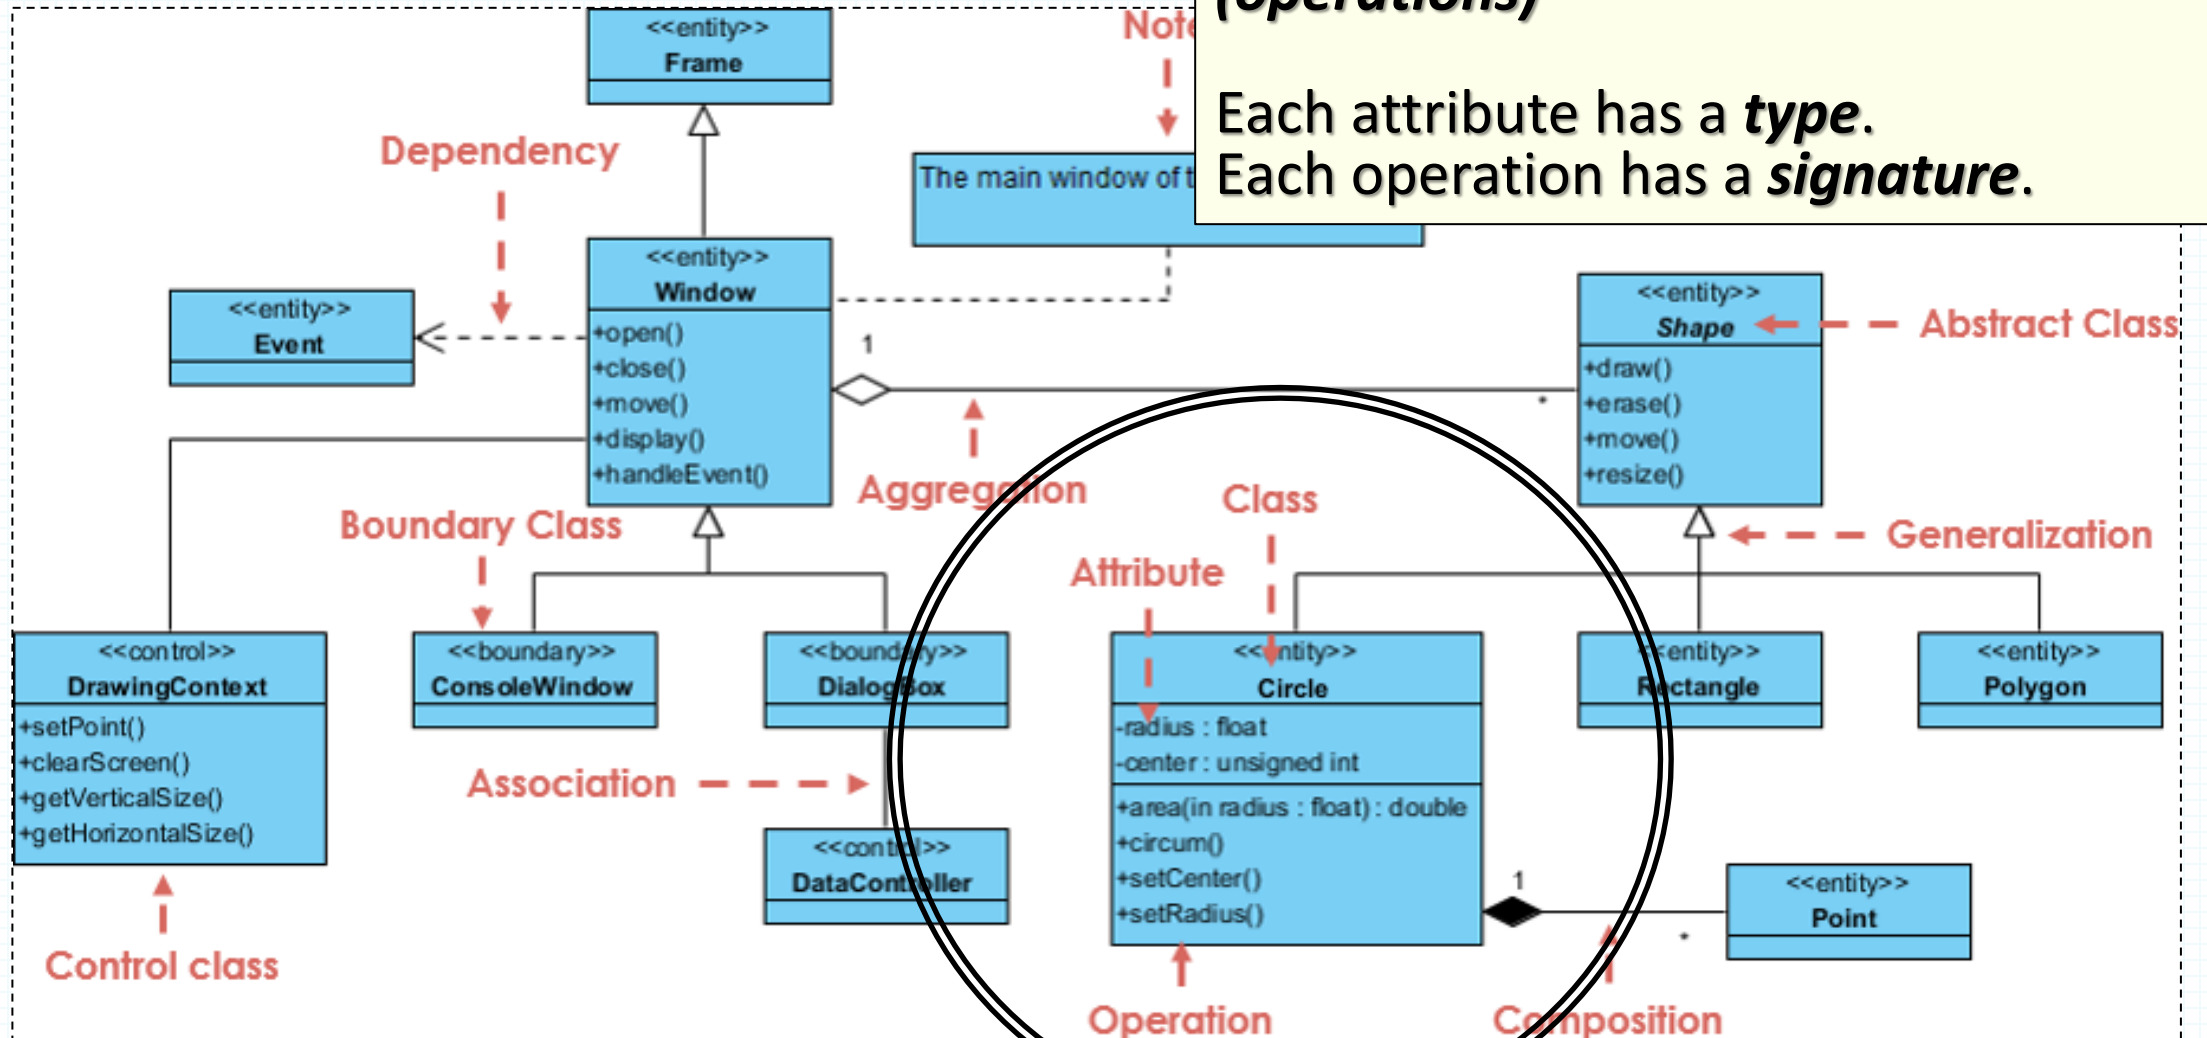 (operations)
Each attribute has a type.
Each operation has a signature.
Note
<<entity>>
Frame
Dependency
The main window of t
<<entity>>
Window
+open()
+close()
+move()
+display()
+handleEvent()
<<entity>>
Event
1
*
<<entity>>
Shape
+draw()
+erase()
+move()
+resize()
Abstract Class
Aggregation
Class
Boundary Class
Generalization
Attribute
<<control>>
DrawingContext
+setPoint()
+clearScreen()
+getVerticalSize()
+getHorizontalSize()
<<boundary>>
ConsoleWindow
<<boundary>>
DialogBox
<<entity>>
Circle
-radius : float
-center : unsigned int
+area(in radius : float) : double
+circum()
+setCenter()
+setRadius()
<<entity>>
Rectangle
<<entity>>
Polygon
Association
<<control>>
DataController
1
*
<<entity>>
Point
Control class
Operation
Composition